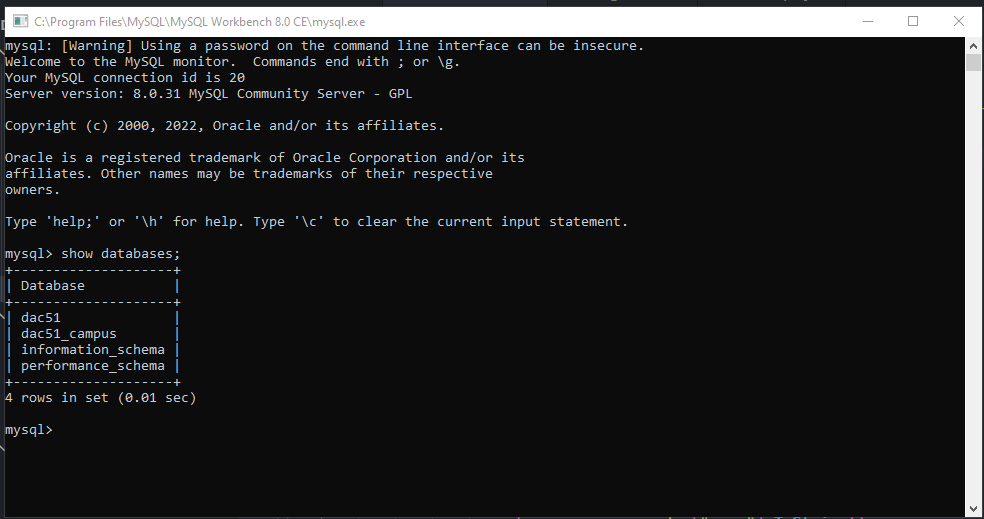 C:\Program Files\MySQL\MySQL Workbench 8.0 CE\mysql.exe
mysql: [Warning] Using a password on the command line interface can be insecure.
Welcome to the MySQL monitor.  Commands end with ; or \g.
Your MySQL connection id is 20
Server version: 8.0.31 MySQL Community Server - GPL
Copyright (c) 2000, 2022, Oracle and/or its affiliates.
Oracle is a registered trademark of Oracle Corporation and/or its
affiliates. Other names may be trademarks of their respective
owners.
Type 'help;' or '\h' for help. Type '\c' to clear the current input statement.
mysql> show databases;
+--------------------+
| Database           |
+--------------------+
| dac51              |
| dac51_campus       |
| information_schema |
| performance_schema |
+--------------------+
4 rows in set (0.01 sec)
mysql>